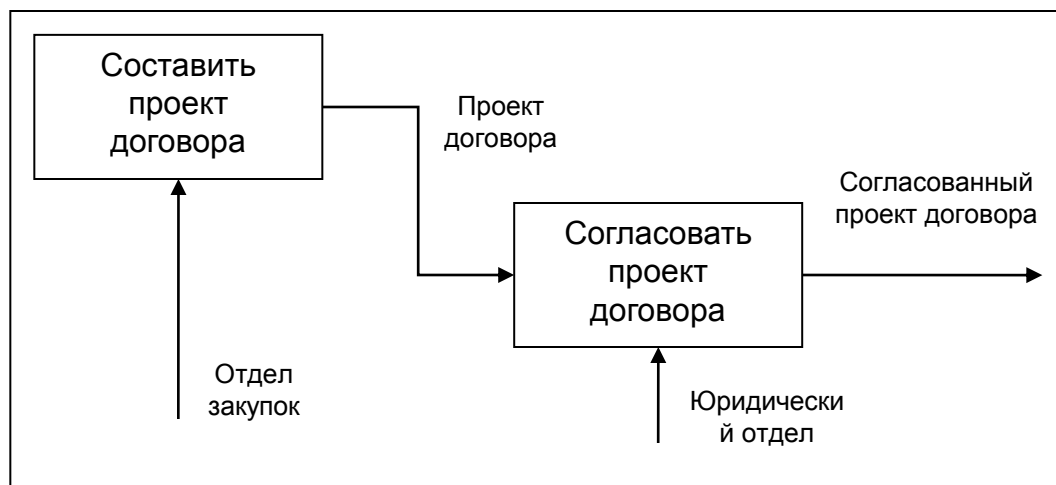 Составить
проект
договора
Проект
договора
Согласованный
проект договора
Согласовать
проект
договора
Отдел
закупок
Юридически
й отдел